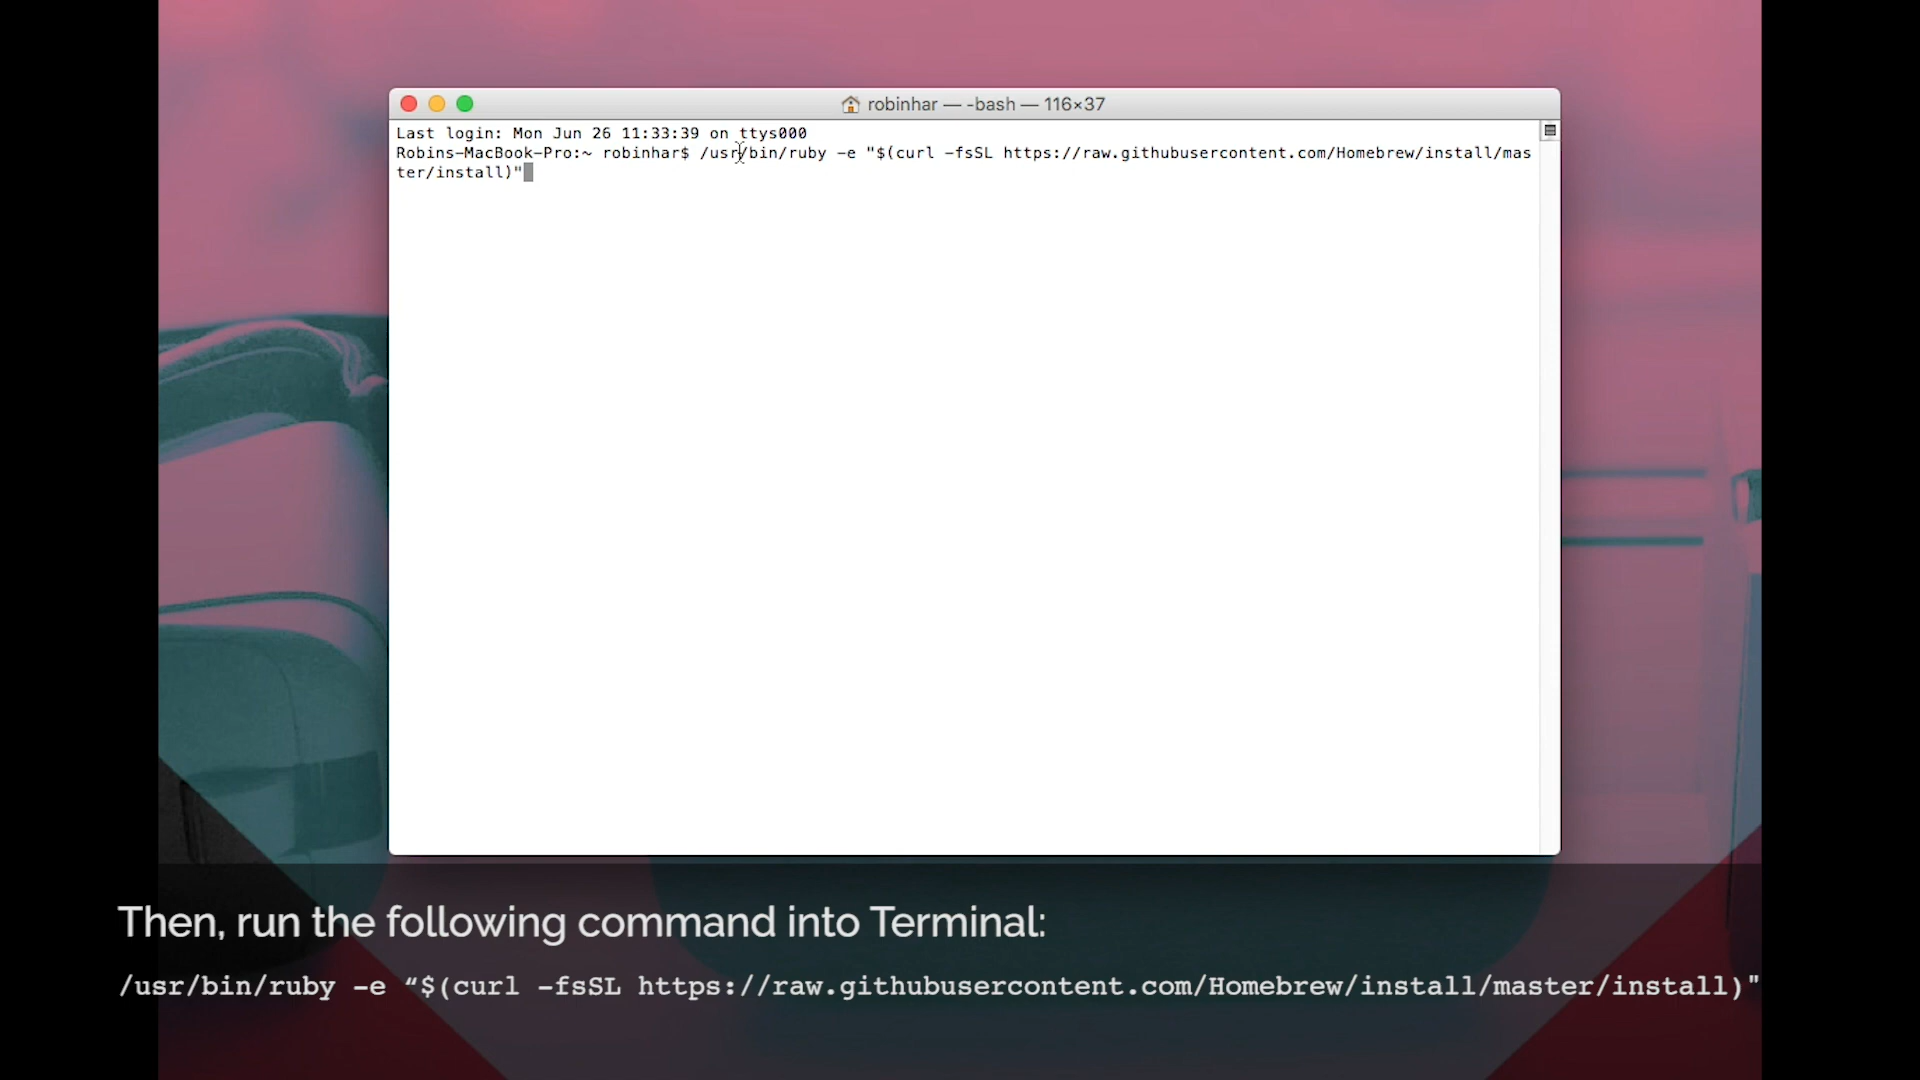 robinhar — -bash — 116×37
Last login: Mon Jun 26 11:33:39 on ttys000
Robins-MacBook-Pro:~ robinhar$ /usr/bin/ruby -e "$(curl -fsSL https://raw.githubusercontent.com/Homebrew/install/mas
ter/install)"
Then, run the following command into Terminal:
/usr/bin/ruby -e “$(curl -fsSL https://raw.githubusercontent.com/Homebrew/install/master/install)"